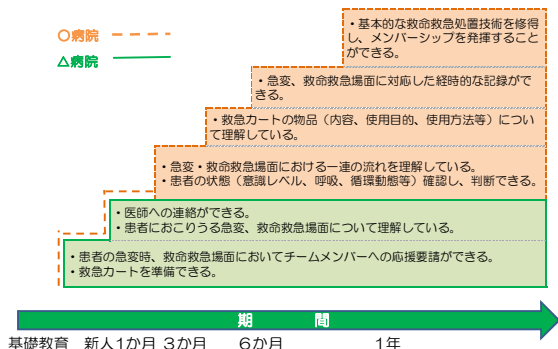 ○病院
△病院
・基本的な救命救急処置技術を修得
し、メンバーシップを発揮すること
ができる。
・急変、救命救急場面に対応した経時的な記録がで
きる。
・救急カートの物品（内容、使用目的、使用方法等）につい
て理解している。
・急変・救命救急場面における一連の流れを理解している。
・患者の状態（意識レベル、呼吸、循環動態等）確認し、判断できる。
・医師への連絡ができる。
・患者におこりうる急変、救命救急場面について理解している。
・患者の急変時、救命救急場面においてチームメンバーへの応援要請ができる。
・救急カートを準備できる。
期　間
基礎教育 新人1か月 3か月 6か月 1年